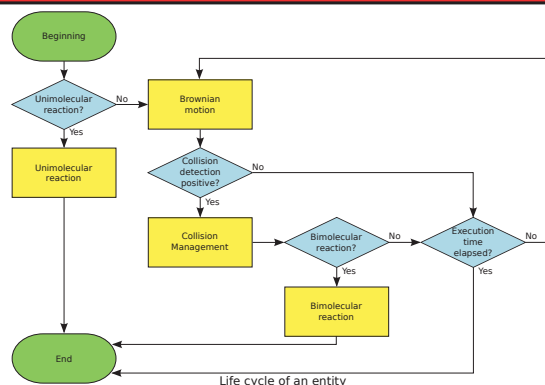 Beginning
Unimolecular
reaction?
No
Yes
Brownian
motion
Unimolecular
reaction
Collision
detection
positive?
No
Yes
Collision
Management
Bimolecular
reaction?
No
Yes
Execution
time
elapsed?
No
Yes
Bimolecular
reaction
End
Life cycle of an entity